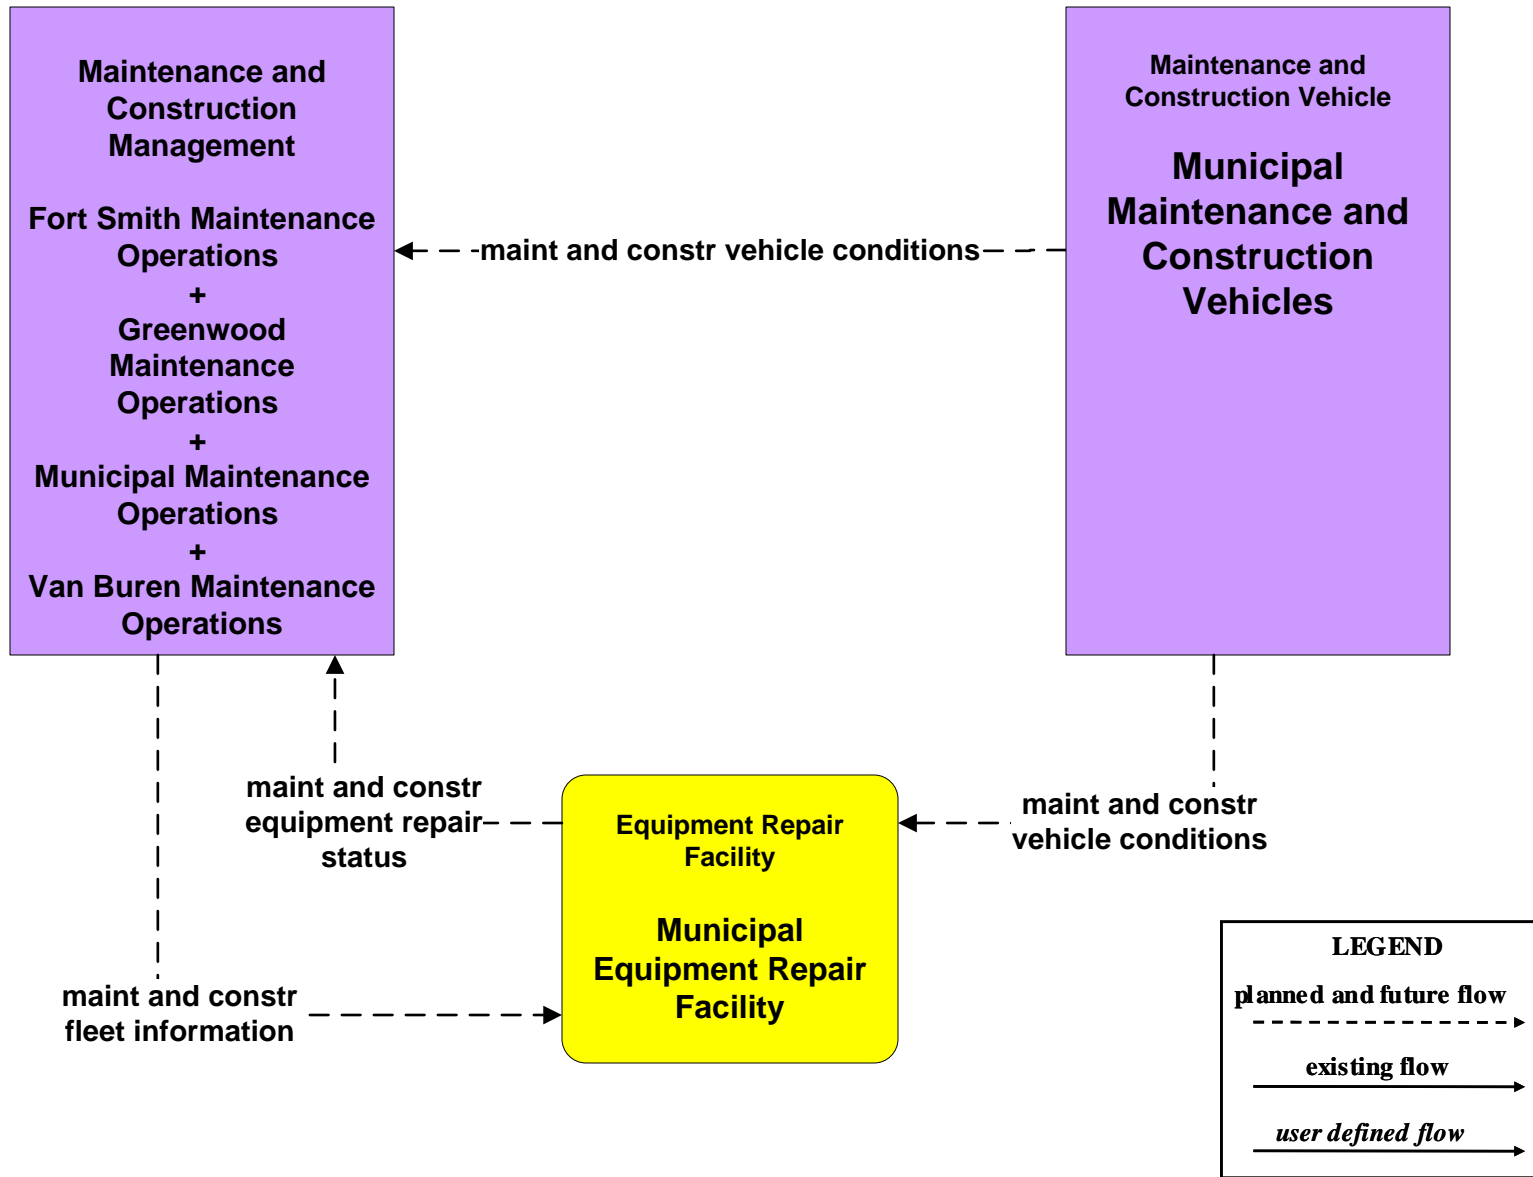 Maintenance and
Construction
Management
Fort Smith Maintenance
Operations
+
Greenwood
Maintenance
Operations
+
Municipal Maintenance
Operations
+
Van Buren Maintenance
Operations
maint and constr vehicle conditions
Maintenance and
Construction Vehicle
Municipal
Maintenance and
Construction
Vehicles
maint and constr
equipment repair
status
Equipment Repair
Facility
Municipal
Equipment Repair
Facility
maint and constr
vehicle conditions
maint and constr
fleet information
LEGEND
planned and future flow
existing flow
user defined flow